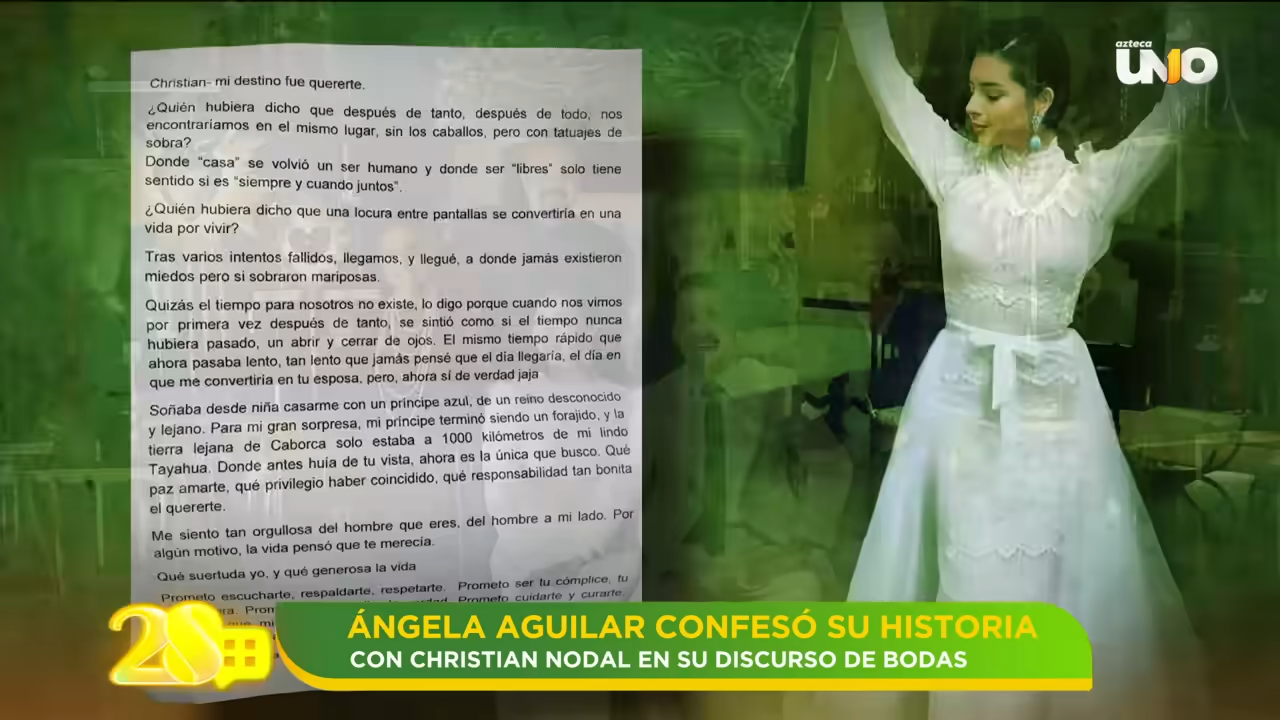 azteca
UNO
Christian- mi destino fue quererte.
¿Quién hubiera dicho que después de tanto, después de todo, nos
encontraríamos en el mismo lugar, sin los caballos, pero con tatuajes de
sobra?
Donde “casa” se volvió un ser humano y donde ser “libres” solo tiene
sentido si es “siempre y cuando juntos”.
¿Quién hubiera dicho que una locura entre pantallas se convertiría en una
vida por vivir?
Tras varios intentos fallidos, llegamos, y llegué, a donde jamás existieron
miedos pero si sobraron mariposas.
Quizás el tiempo para nosotros no existe, lo digo porque cuando nos vimos
por primera vez después de tanto, se sintió como si el tiempo nunca
hubiera pasado, un abrir y cerrar de ojos. El mismo tiempo rápido que
ahora pasaba lento, tan lento que jamás pensé que el día llegaría, el día en
que me convertiria en tu esposa, pero, ahora sí de verdad jaja
Soñaba desde niña casarme con un príncipe azul, de un reino desconocido
y lejano. Para mi gran sorpresa, mi príncipe terminó siendo un forajido, y la
tierra lejana de Caborca solo estaba a 1000 kilómetros de mi lindo
Tayahua. Donde antes huía de tu vista, ahora es la única que busco. Qué
paz amarte, qué privilegio haber coincidido, qué responsabilidad tan bonita
el quererte.
Me siento tan orgullosa del hombre que eres, del hombre a mi lado. Por
algún motivo, la vida pensó que te merecía.
Qué suertuda yo, y qué generosa la vida
Prometo escucharte, respaldarte, respetarte. Prometo ser tu cómplice, tu
Prometo cuidarte y curarte.
20
ÁNGELA AGUILAR CONFESÓ SU HISTORIA
CON CHRISTIAN NODAL EN SU DISCURSO DE BODAS